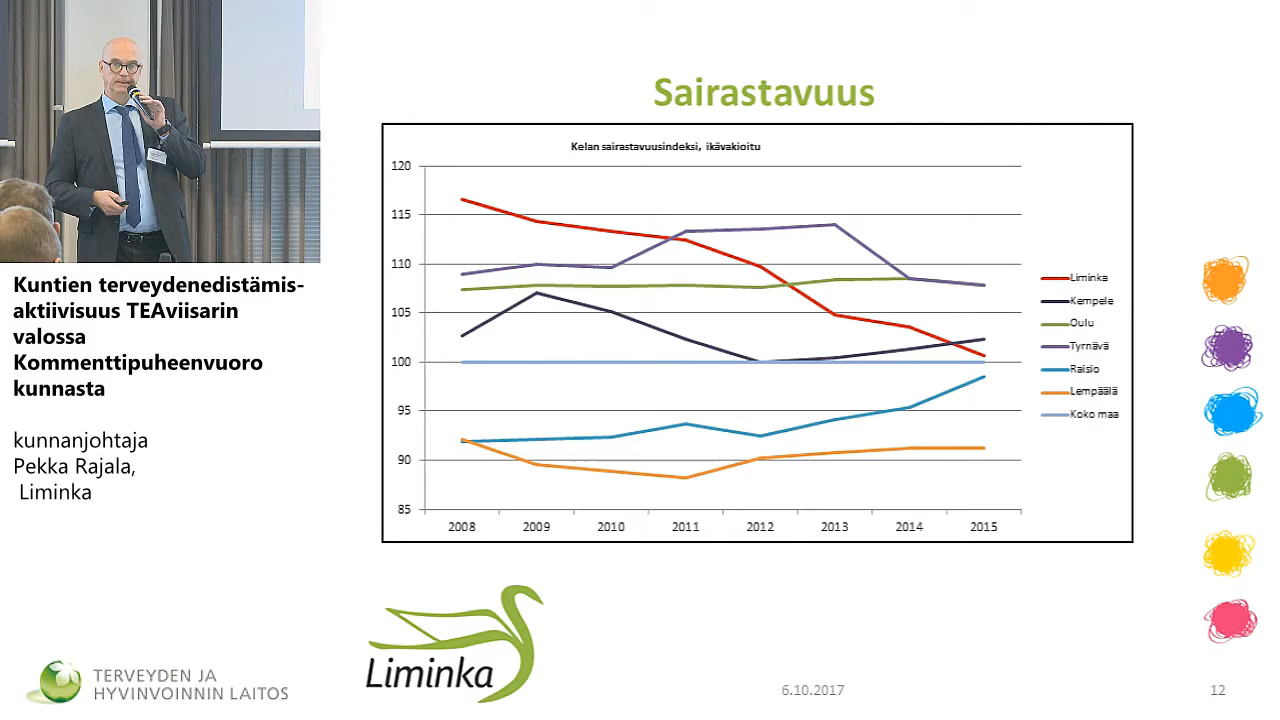 Sairastavuus
Kelan sairastavuusindeksi, ikävakioitu
120
115
110
105
100
95
90
85
2008 2009 2010 2011 2012 2013 2014 2015
Liminka
Kempele
Oulu
Tyrnävä
Raisio
Lempäälä
Koko maa
Kuntien terveydenedistämis-
aktiivisuus TEAviisarin
valossa
Kommenttipuheenvuoro
kunnasta
kunnanjohtaja
Pekka Rajala,
Liminka
TERVEYDEN JA
HYVINVOINNIN LAITOS
Liminka
6.10.2017
12